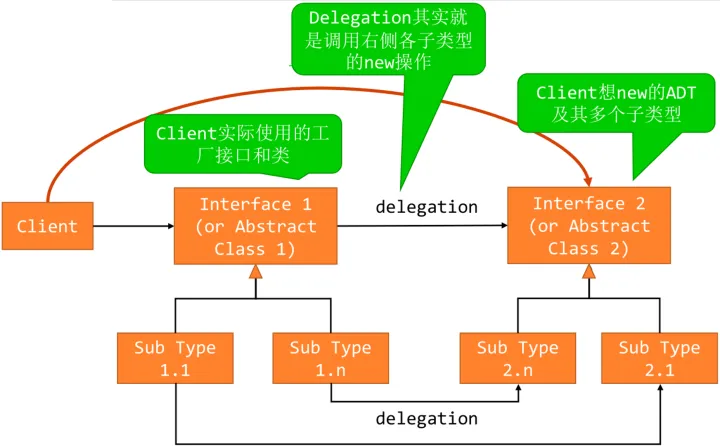 Delegation其实就
是调用右侧各子类型
的new操作
Client想new的ADT
及其多个子类型
Client实际使用的工
厂接口和类
Client
Interface 1
(or Abstract
Class 1)
delegation
Interface 2
(or Abstract
Class 2)
Sub Type
1.1
Sub Type
1.n
Sub Type
2.n
Sub Type
2.1
delegation